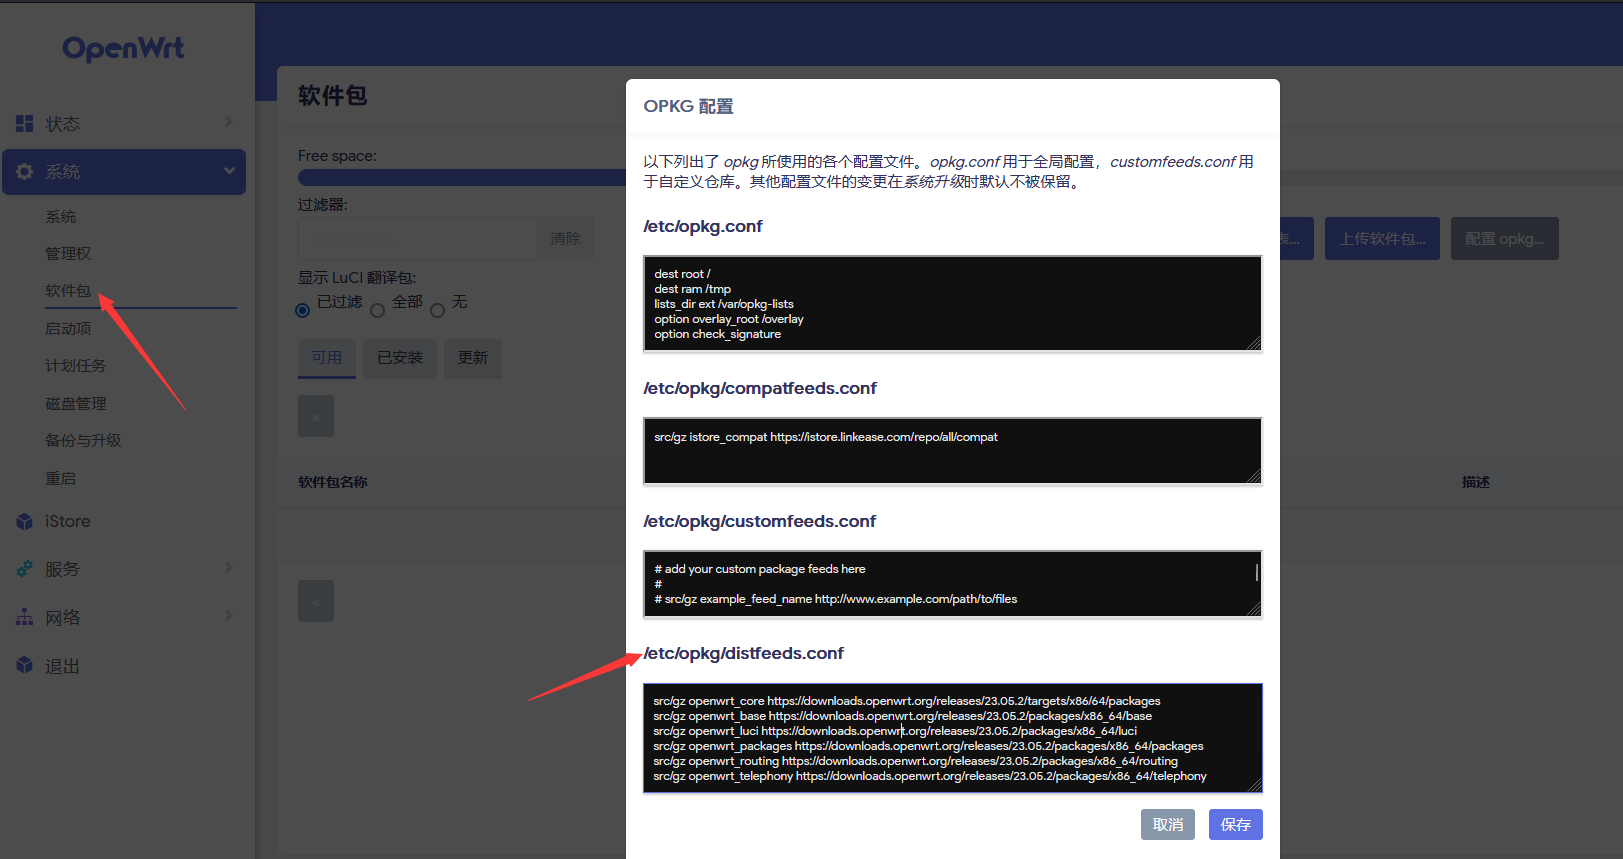 OpenWrt
状态
系统
系统
管理权
软件包
启动项
计划任务
磁盘管理
备份与升级
重启
iStore
服务
网络
退出
软件包
Free space:
过滤器:
清除
显示 LuCI 翻译包:
已过滤
全部
无
可用
已安装
更新
«
软件包名称
描述
«
表...
上传软件包...
配置 opkg...
OPKG 配置
以下列出了 opkg 所使用的各个配置文件。opkg.conf 用于全局配置，customfeeds.conf 用
于自定义仓库。其他配置文件的变更在系统升级时默认不被保留。
/etc/opkg.conf
dest root /
dest ram /tmp
lists_dir ext /var/opkg-lists
option overlay_root /overlay
option check_signature
/etc/opkg/compatfeeds.conf
src/gz istore_compat https://istore.linkease.com/repo/all/compat
/etc/opkg/customfeeds.conf
# add your custom package feeds here
#
# src/gz example_feed_name http://www.example.com/path/to/files
/etc/opkg/distfeeds.conf
src/gz openwrt_core https://downloads.openwrt.org/releases/23.05.2/targets/x86/64/packages
src/gz openwrt_base https://downloads.openwrt.org/releases/23.05.2/packages/x86_64/base
src/gz openwrt_luci https://downloads.openwrt.org/releases/23.05.2/packages/x86_64/luci
src/gz openwrt_packages https://downloads.openwrt.org/releases/23.05.2/packages/x86_64/packages
src/gz openwrt_routing https://downloads.openwrt.org/releases/23.05.2/packages/x86_64/routing
src/gz openwrt_telephony https://downloads.openwrt.org/releases/23.05.2/packages/x86_64/telephony
取消
保存